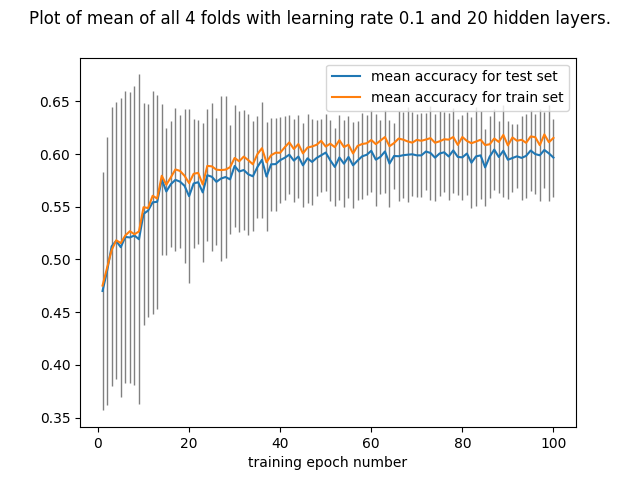 Plot of mean of all 4 folds with learning rate 0.1 and 20 hidden layers.
mean accuracy for test set
mean accuracy for train set
0.65
0.60
0.55
0.50
0.45
0.40
0.35
0 20 40 60 80 100
training epoch number